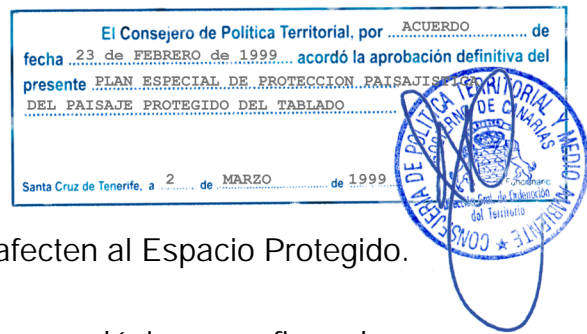 El Consejero de Política Territorial, por ACUERDO de
fecha 23 de FEBRERO de 1999 acordó la aprobación definitiva del
presente PLAN ESPECIAL DE PROTECCION PAISAJISTICA
DEL PAISAJE PROTEGIDO DEL TABLADO
Santa Cruz de Tenerife, a 2 de MARZO de 1999
CONSEJERIA DE POLITICA TERRITORIAL Y MEDIO AMBIENTE
GOBIERNO DE CANARIAS
Funcionario
Dirección Gral. de Ordenación
del Territorio
afecten al Espacio Protegido.